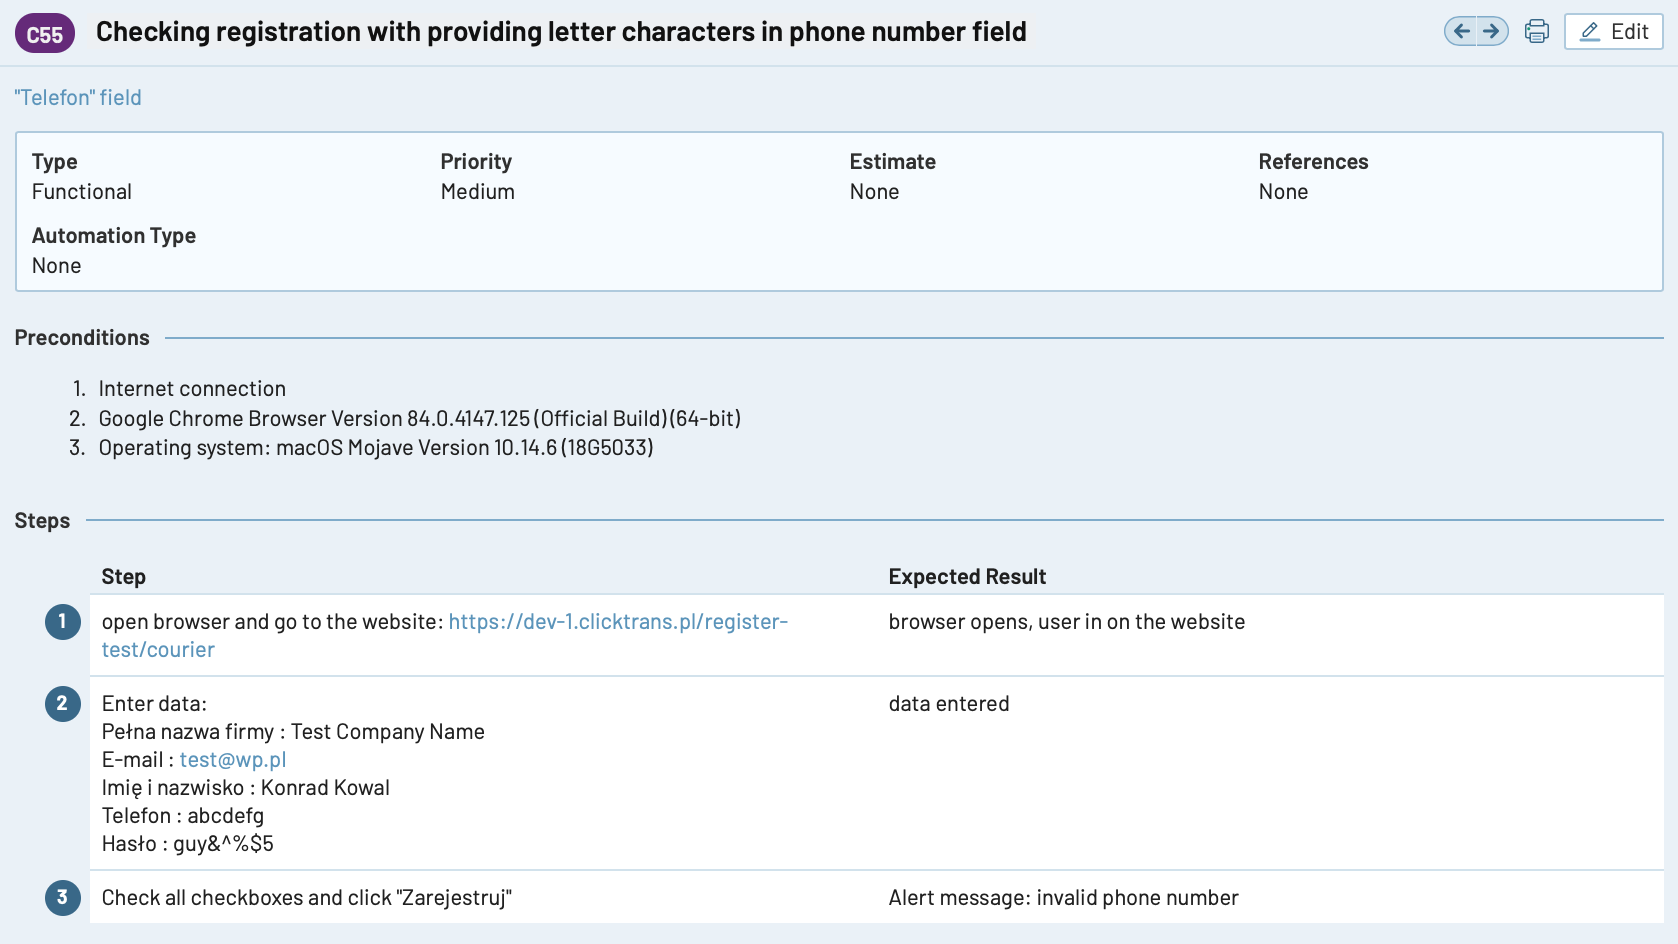 C55 Checking registration with providing letter characters in phone number field Edit
"Telefon" field
Type Priority Estimate References
Functional Medium None None
Automation Type
None
Preconditions
1. Internet connection
2. Google Chrome Browser Version 84.0.4147.125 (Official Build) (64-bit)
3. Operating system: macOS Mojave Version 10.14.6 (18G5033)
Steps
Step Expected Result
1 open browser and go to the website: https://dev-1.clicktrans.pl/register- browser opens, user in on the website
test/courier
2 Enter data: data entered
Pełna nazwa firmy : Test Company Name
E-mail : test@wp.pl
Imię i nazwisko : Konrad Kowal
Telefon : abcdefg
Hasło : guy&^%$5
3 Check all checkboxes and click "Zarejestruj" Alert message: invalid phone number